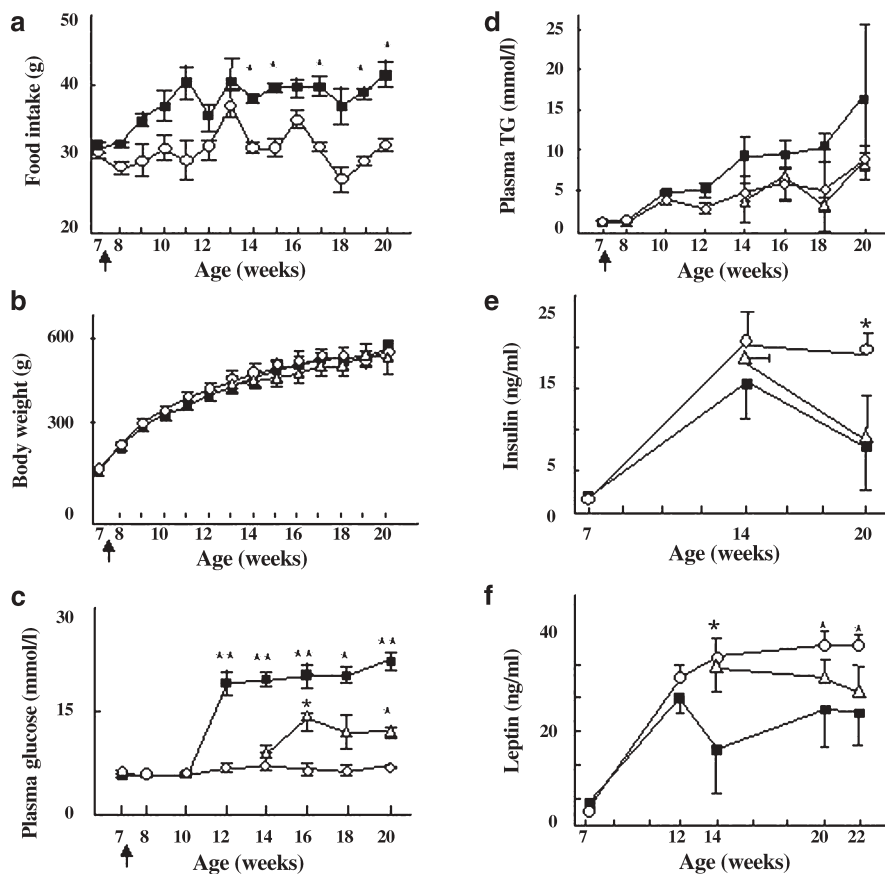 a
Food intake (g)
50
40
30
20
7 8 10 12 14 16 18 20
Age (weeks)
b
Body weight (g)
600
300
0
7 8 10 12 14 16 18 20
Age (weeks)
c
Plasma glucose (mmol/l)
30
15
0
** ** ** * **
* *
7 8 10 12 14 16 18 20
Age (weeks)
d
Plasma TG (mmol/l)
25
20
15
10
5
0
7 8 10 12 14 16 18 20
Age (weeks)
e
Insulin (ng/ml)
25
15
5
0
*
7 14 20
Age (weeks)
f
Leptin (ng/ml)
40
20
0
* * *
7 12 14 20 22
Age (weeks)